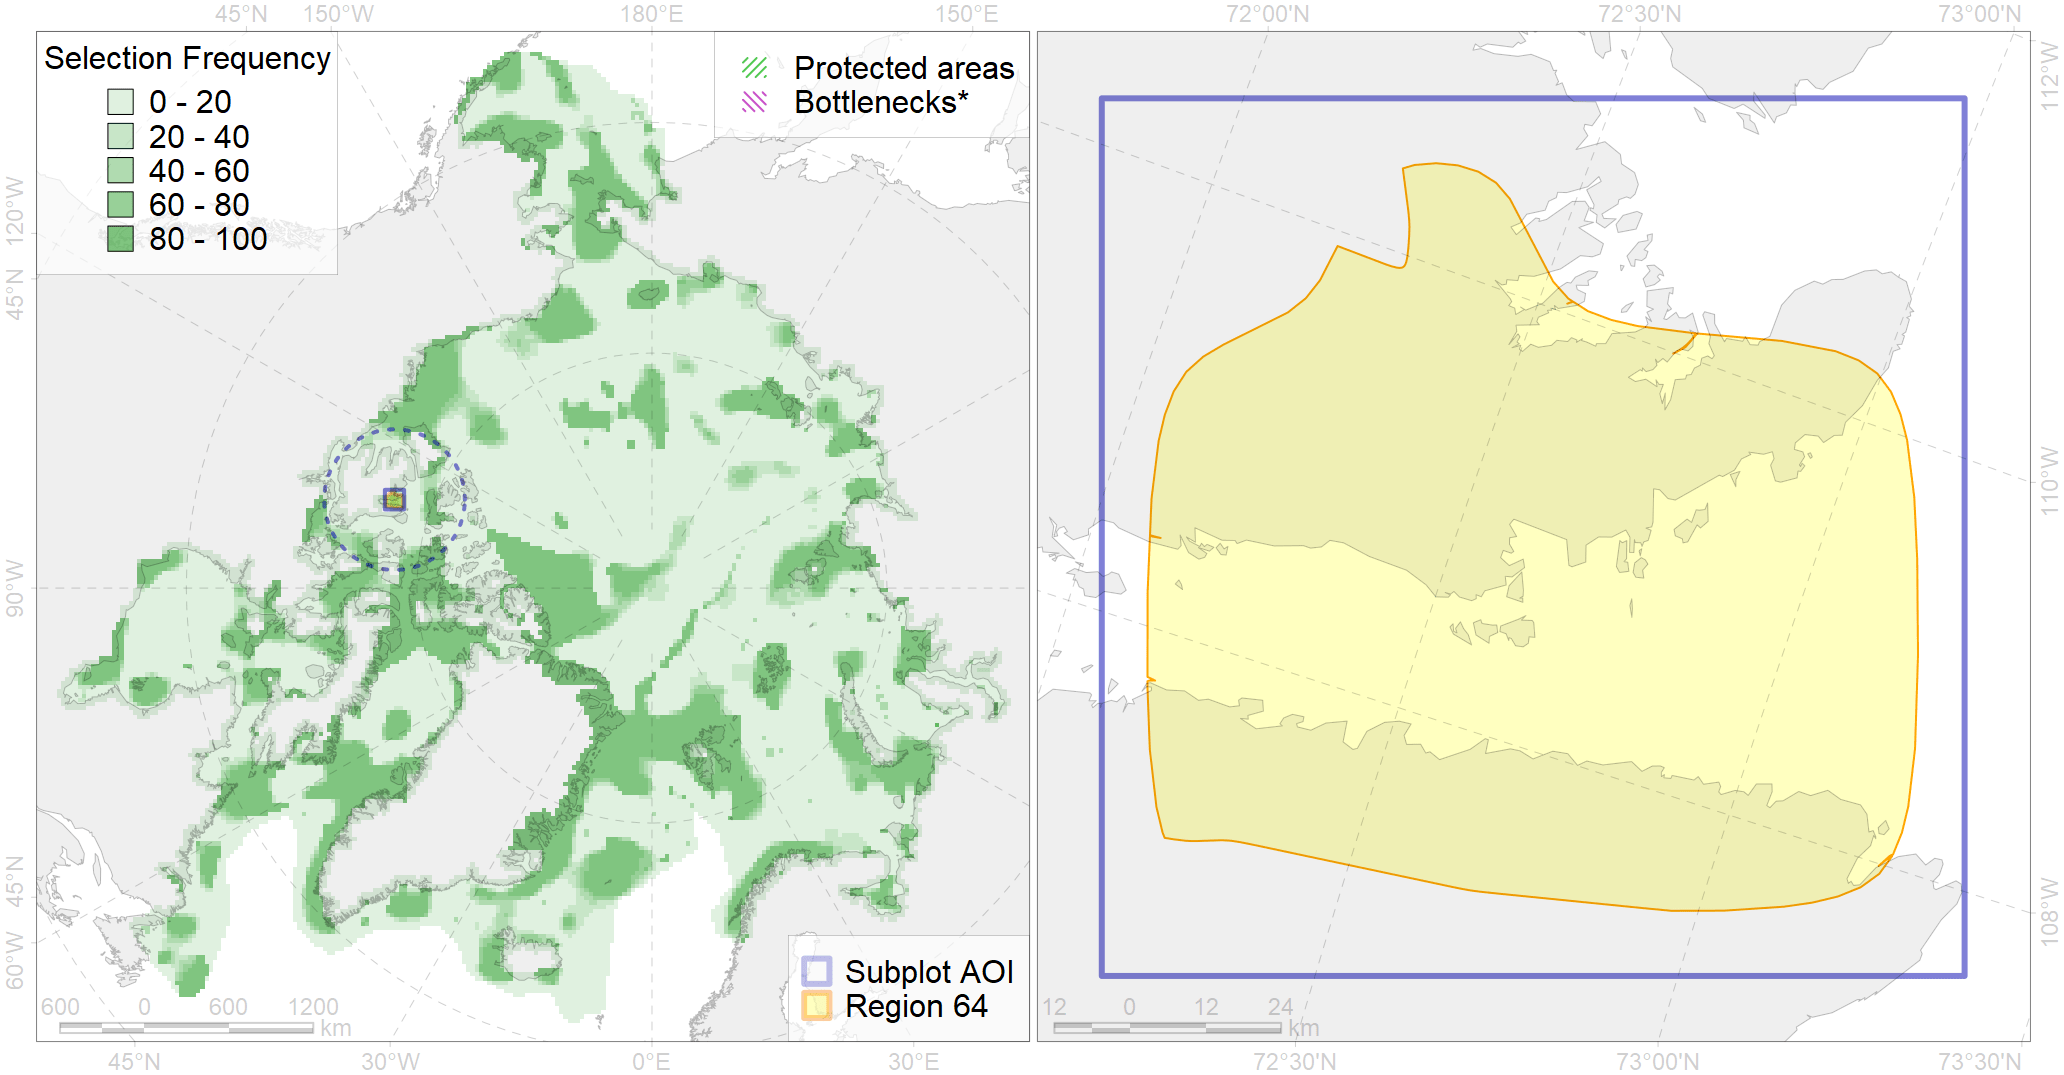 45°N 150°W 180°E 150°E 72°00'N 72°30'N 73°00'N
Selection Frequency
0 - 20
20 - 40
40 - 60
60 - 80
80 - 100
Protected areas
Bottlenecks*
120°W
45°N
90°W
45°N
60°W
112°W
110°W
108°W
Subplot AOI
Region 64
600 0 600 1200
km
12 0 12 24
km
45°N 30°W 0°E 30°E 72°30'N 73°00'N 73°30'N